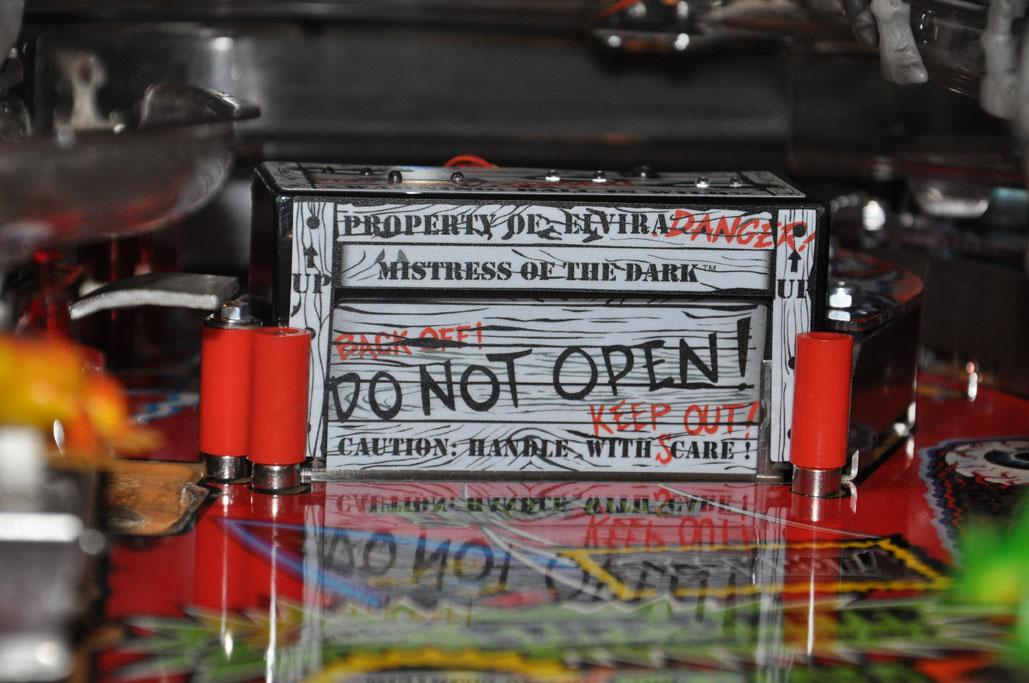 PROPERTY OF ELVIRA DANGER!
MISTRESS OF THE DARK™
UP
UP
BACK OFF!
DO NOT OPEN!
KEEP OUT!
CAUTION: HANDLE WITH SCARE!